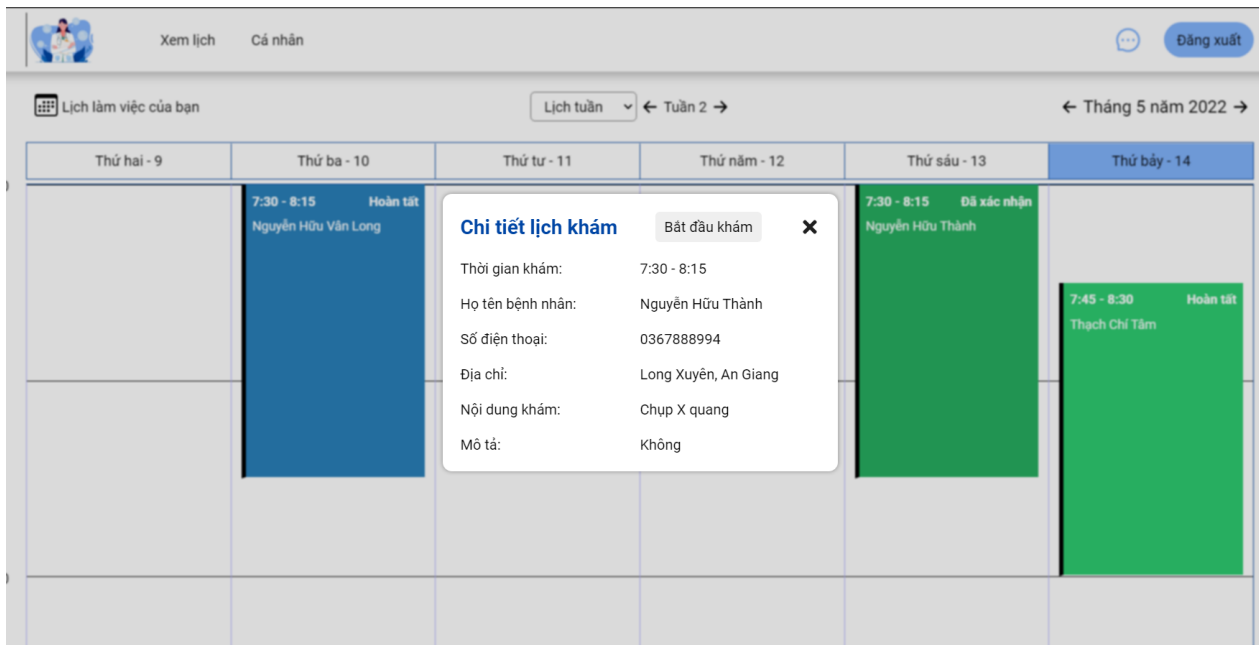 Xem lịch Cá nhân Đăng xuất
Lịch làm việc của bạn Lịch tuần Tuần 2 Tháng 5 năm 2022
Thứ hai - 9 Thứ ba - 10 Thứ tư - 11 Thứ năm - 12 Thứ sáu - 13 Thứ bảy - 14
7:30 - 8:15 Hoàn tất
Nguyễn Hữu Văn Long
Chi tiết lịch khám Bắt đầu khám
Thời gian khám: 7:30 - 8:15
Họ tên bệnh nhân: Nguyễn Hữu Thành
Số điện thoại: 0367888994
Địa chỉ: Long Xuyên, An Giang
Nội dung khám: Chụp X quang
Mô tả: Không
7:30 - 8:15 Đã xác nhận
Nguyễn Hữu Thành
7:45 - 8:30 Hoàn tất
Thạch Chí Tâm